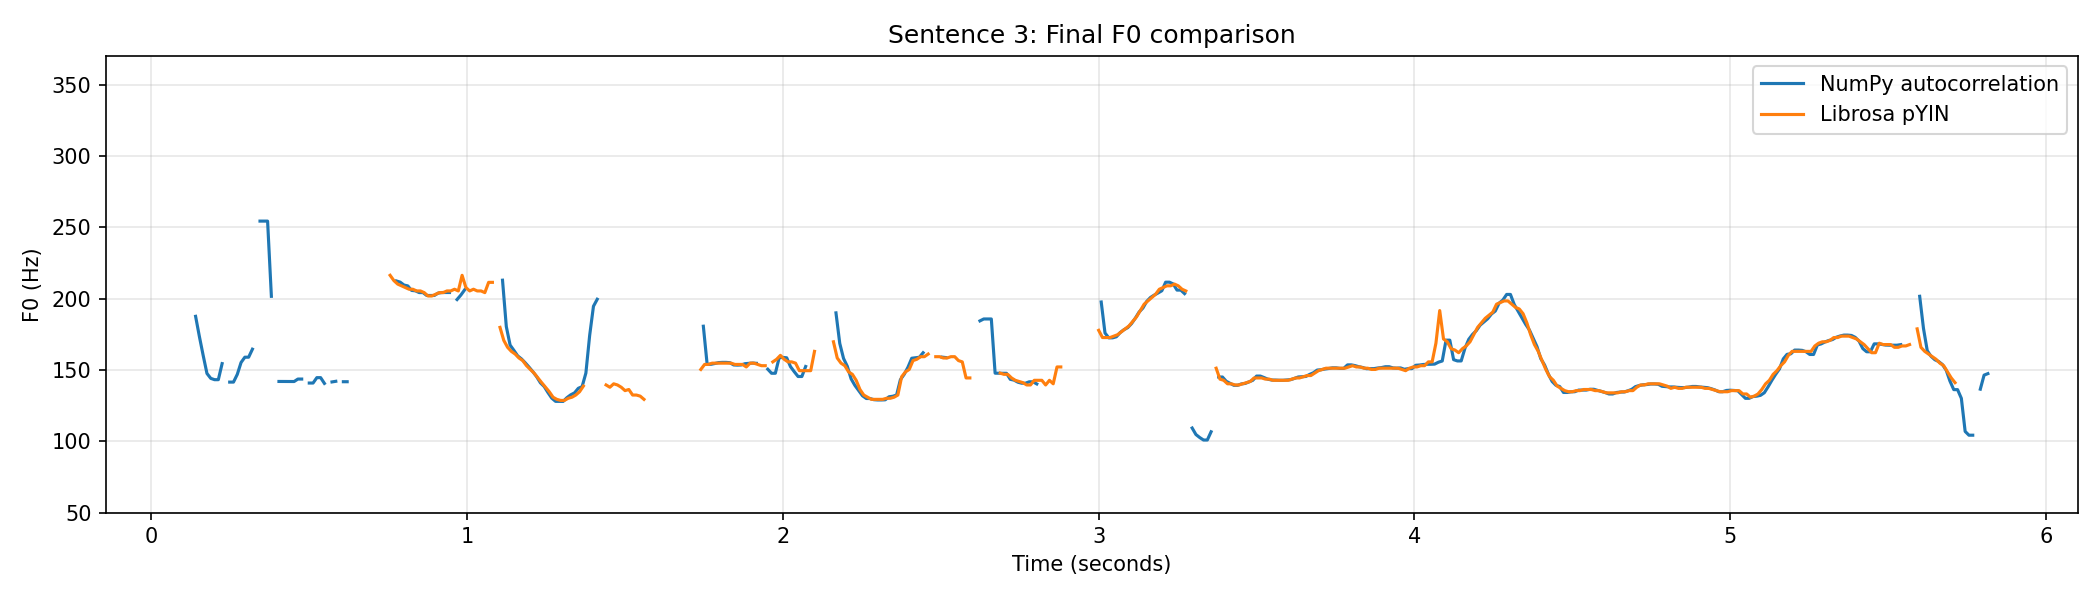 Sentence 3: Final F0 comparison
F0 (Hz)
350
300
250
200
150
100
50
NumPy autocorrelation
Librosa pYIN
0 1 2 3 4 5 6
Time (seconds)